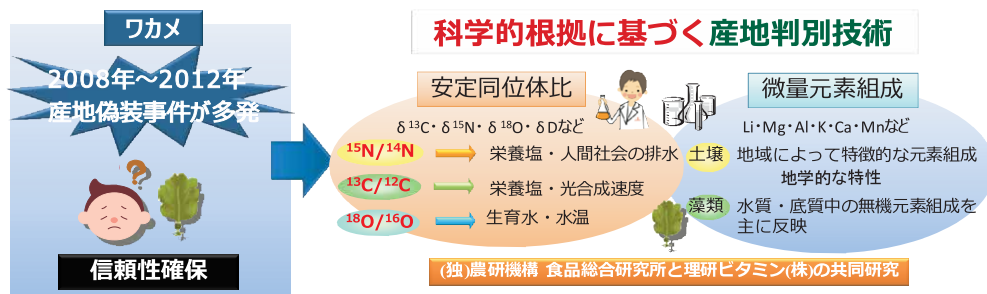 ワカメ
2008年～2012年
産地偽装事件が多発
信頼性確保
科学的根拠に基づく産地判別技術
安定同位体比
δ¹³C・δ¹⁵N・δ¹⁸O・δDなど
¹⁵N/¹⁴N 栄養塩・人間社会の排水
¹³C/¹²C 栄養塩・光合成速度
¹⁸O/¹⁶O 生育水・水温
微量元素組成
Li・Mg・Al・K・Ca・Mnなど
土壌 地域によって特徴的な元素組成
地学的な特性
藻類 水質・底質中の無機元素組成を
主に反映
(独)農研機構 食品総合研究所と理研ビタミン(株)の共同研究